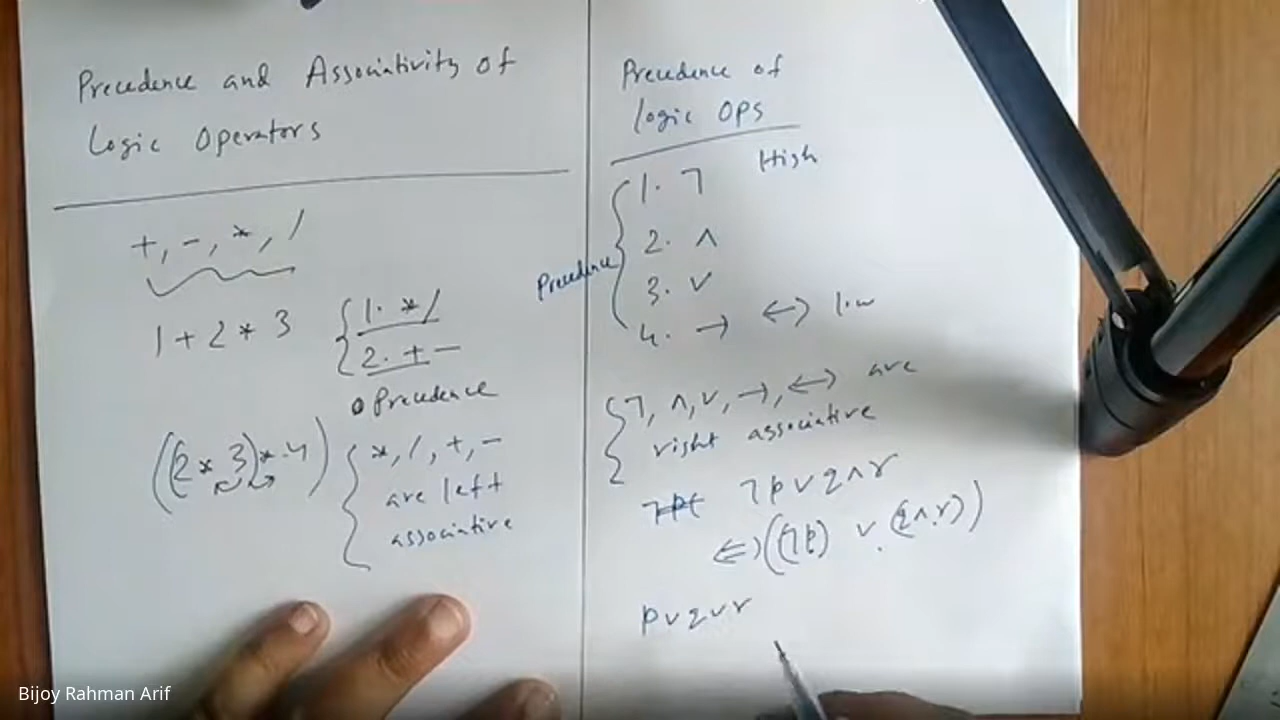 Precedence and Associativity of
Logic Operators
+, -, *, /
1 + 2 * 3
1. * /
2. + -
Precedence
((2 * 3) * 4)
*, /, +, -
are left
associative
Precedence of
logic OPS
High
1. ¬
2. ∧
3. ∨
4. → ⟺ low
Precedence
¬, ∧, ∨, →, ⟺ are
right associative
¬p ∨ q ∧ r
⟺ ((¬p) ∨ (q ∧ r))
p ∨ q ∨ r
Bijoy Rahman Arif